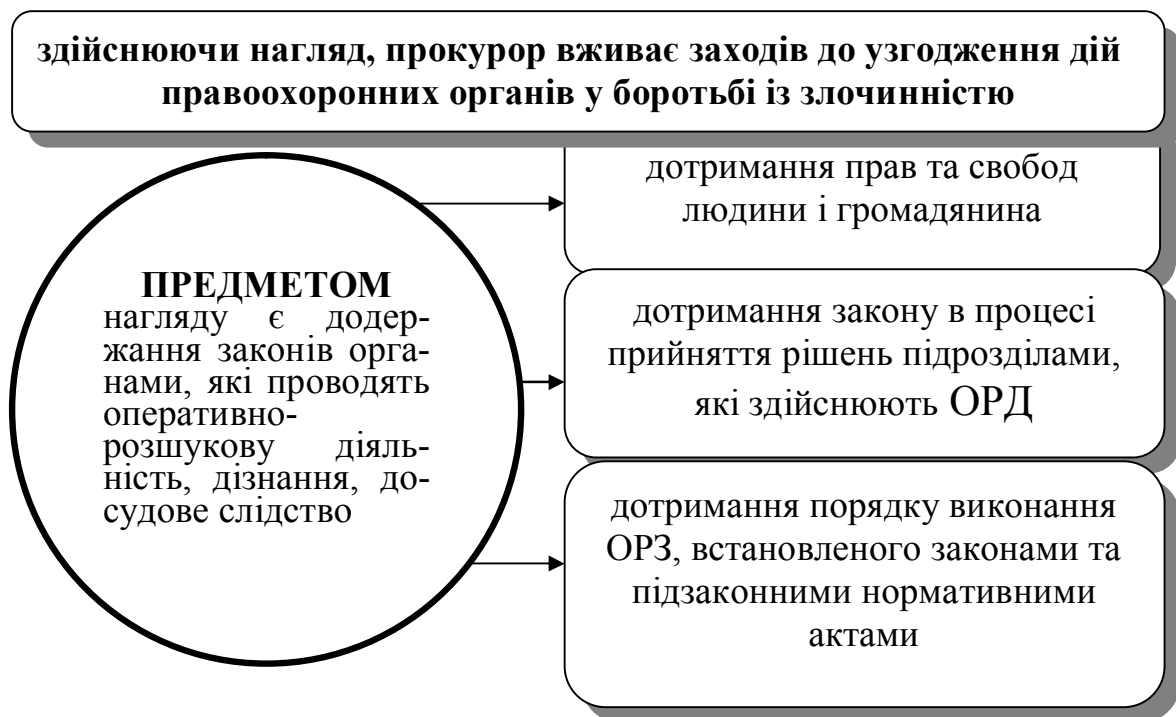 здійснюючи нагляд, прокурор вживає заходів до узгодження дій
правоохоронних органів у боротьбі із злочинністю
ПРЕДМЕТОМ
нагляду є додер-
жання законів орга-
нами, які проводять
оперативно-
розшукову діяль-
ність, дізнання, до-
судове слідство
дотримання прав та свобод
людини і громадянина
дотримання закону в процесі
прийняття рішень підрозділами,
які здійснюють ОРД
дотримання порядку виконання
ОРЗ, встановленого законами та
підзаконними нормативними
актами